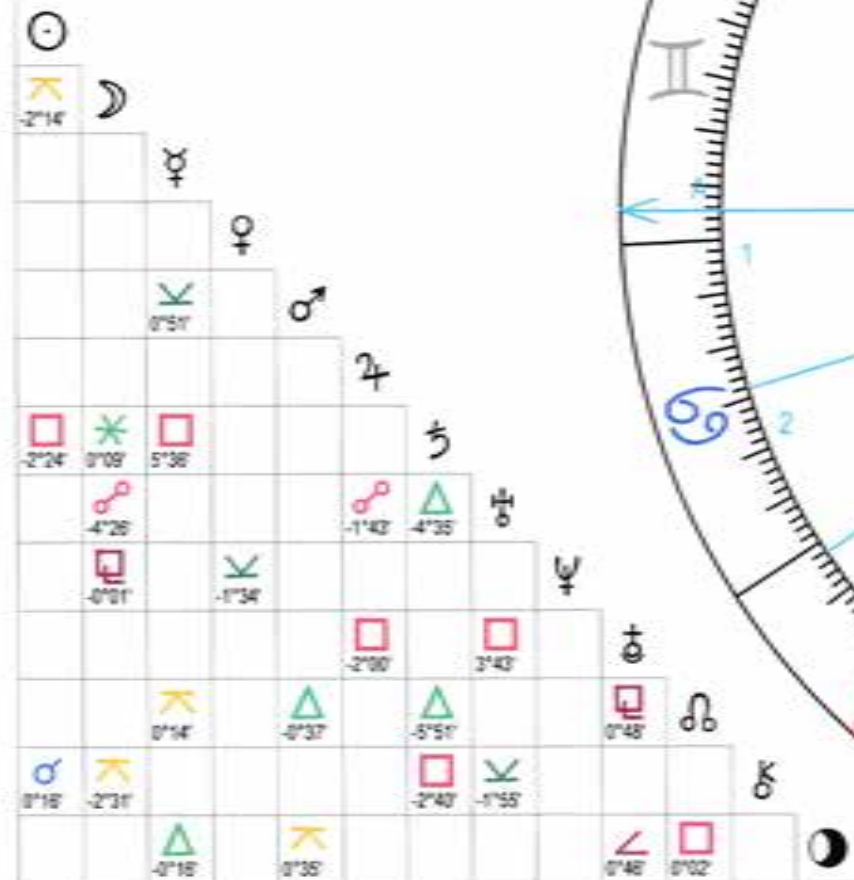 ☉
⚻ ☽
-2°14'
☿
♀
⚺ ♂
0°51'
♃
□ ⚹ □ ♄
-2°24' 0°09' 5°36'
☍ ☍ △ ♅
-4°26' -1°43' -4°35'
⚼ ⚺ ♆
-0°01' -1°34'
□ □ ♇
-2°00' 3°43'
⚻ △ △ ⚼ ☊
0°14' -0°37' -5°51' 0°48'
☌ ⚻ □ ⚺ ⚷
0°16' -2°31' -2°40' -1°55'
△ ⚻ ∠ □
-0°16' 0°35' 0°46' 0°02'
♊
1
♋
2